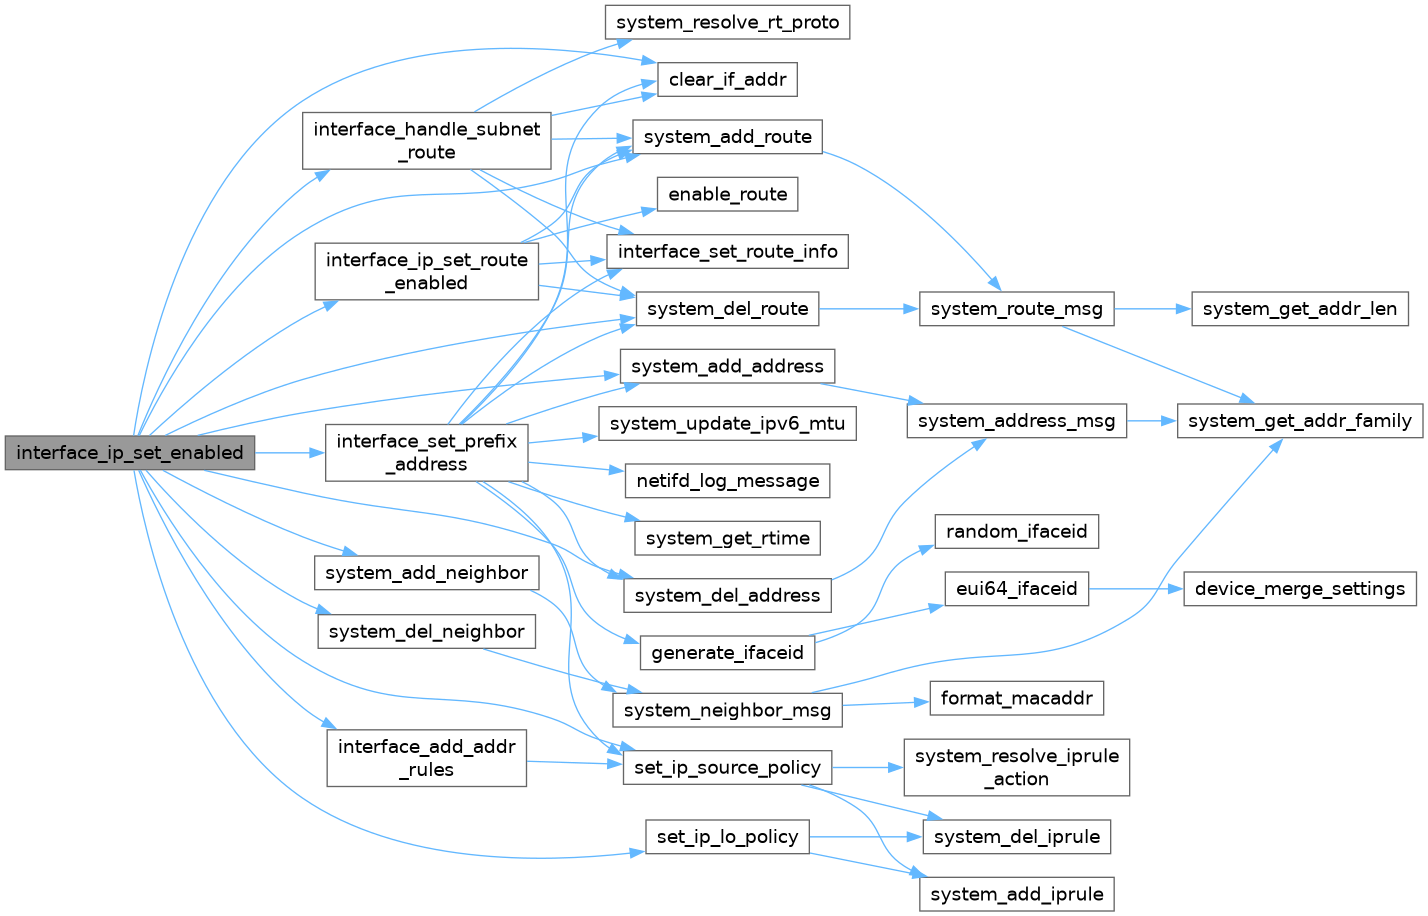 system_resolve_rt_proto
clear_if_addr
interface_handle_subnet
_route
system_add_route
enable_route
interface_set_route_info
interface_ip_set_route
_enabled
system_del_route
system_route_msg
system_get_addr_len
system_add_address
system_update_ipv6_mtu
system_address_msg
system_get_addr_family
interface_ip_set_enabled
interface_set_prefix
_address
netifd_log_message
system_get_rtime
random_ifaceid
system_add_neighbor
system_del_address
eui64_ifaceid
device_merge_settings
system_del_neighbor
generate_ifaceid
system_neighbor_msg
format_macaddr
interface_add_addr
_rules
set_ip_source_policy
system_resolve_iprule
_action
set_ip_lo_policy
system_del_iprule
system_add_iprule